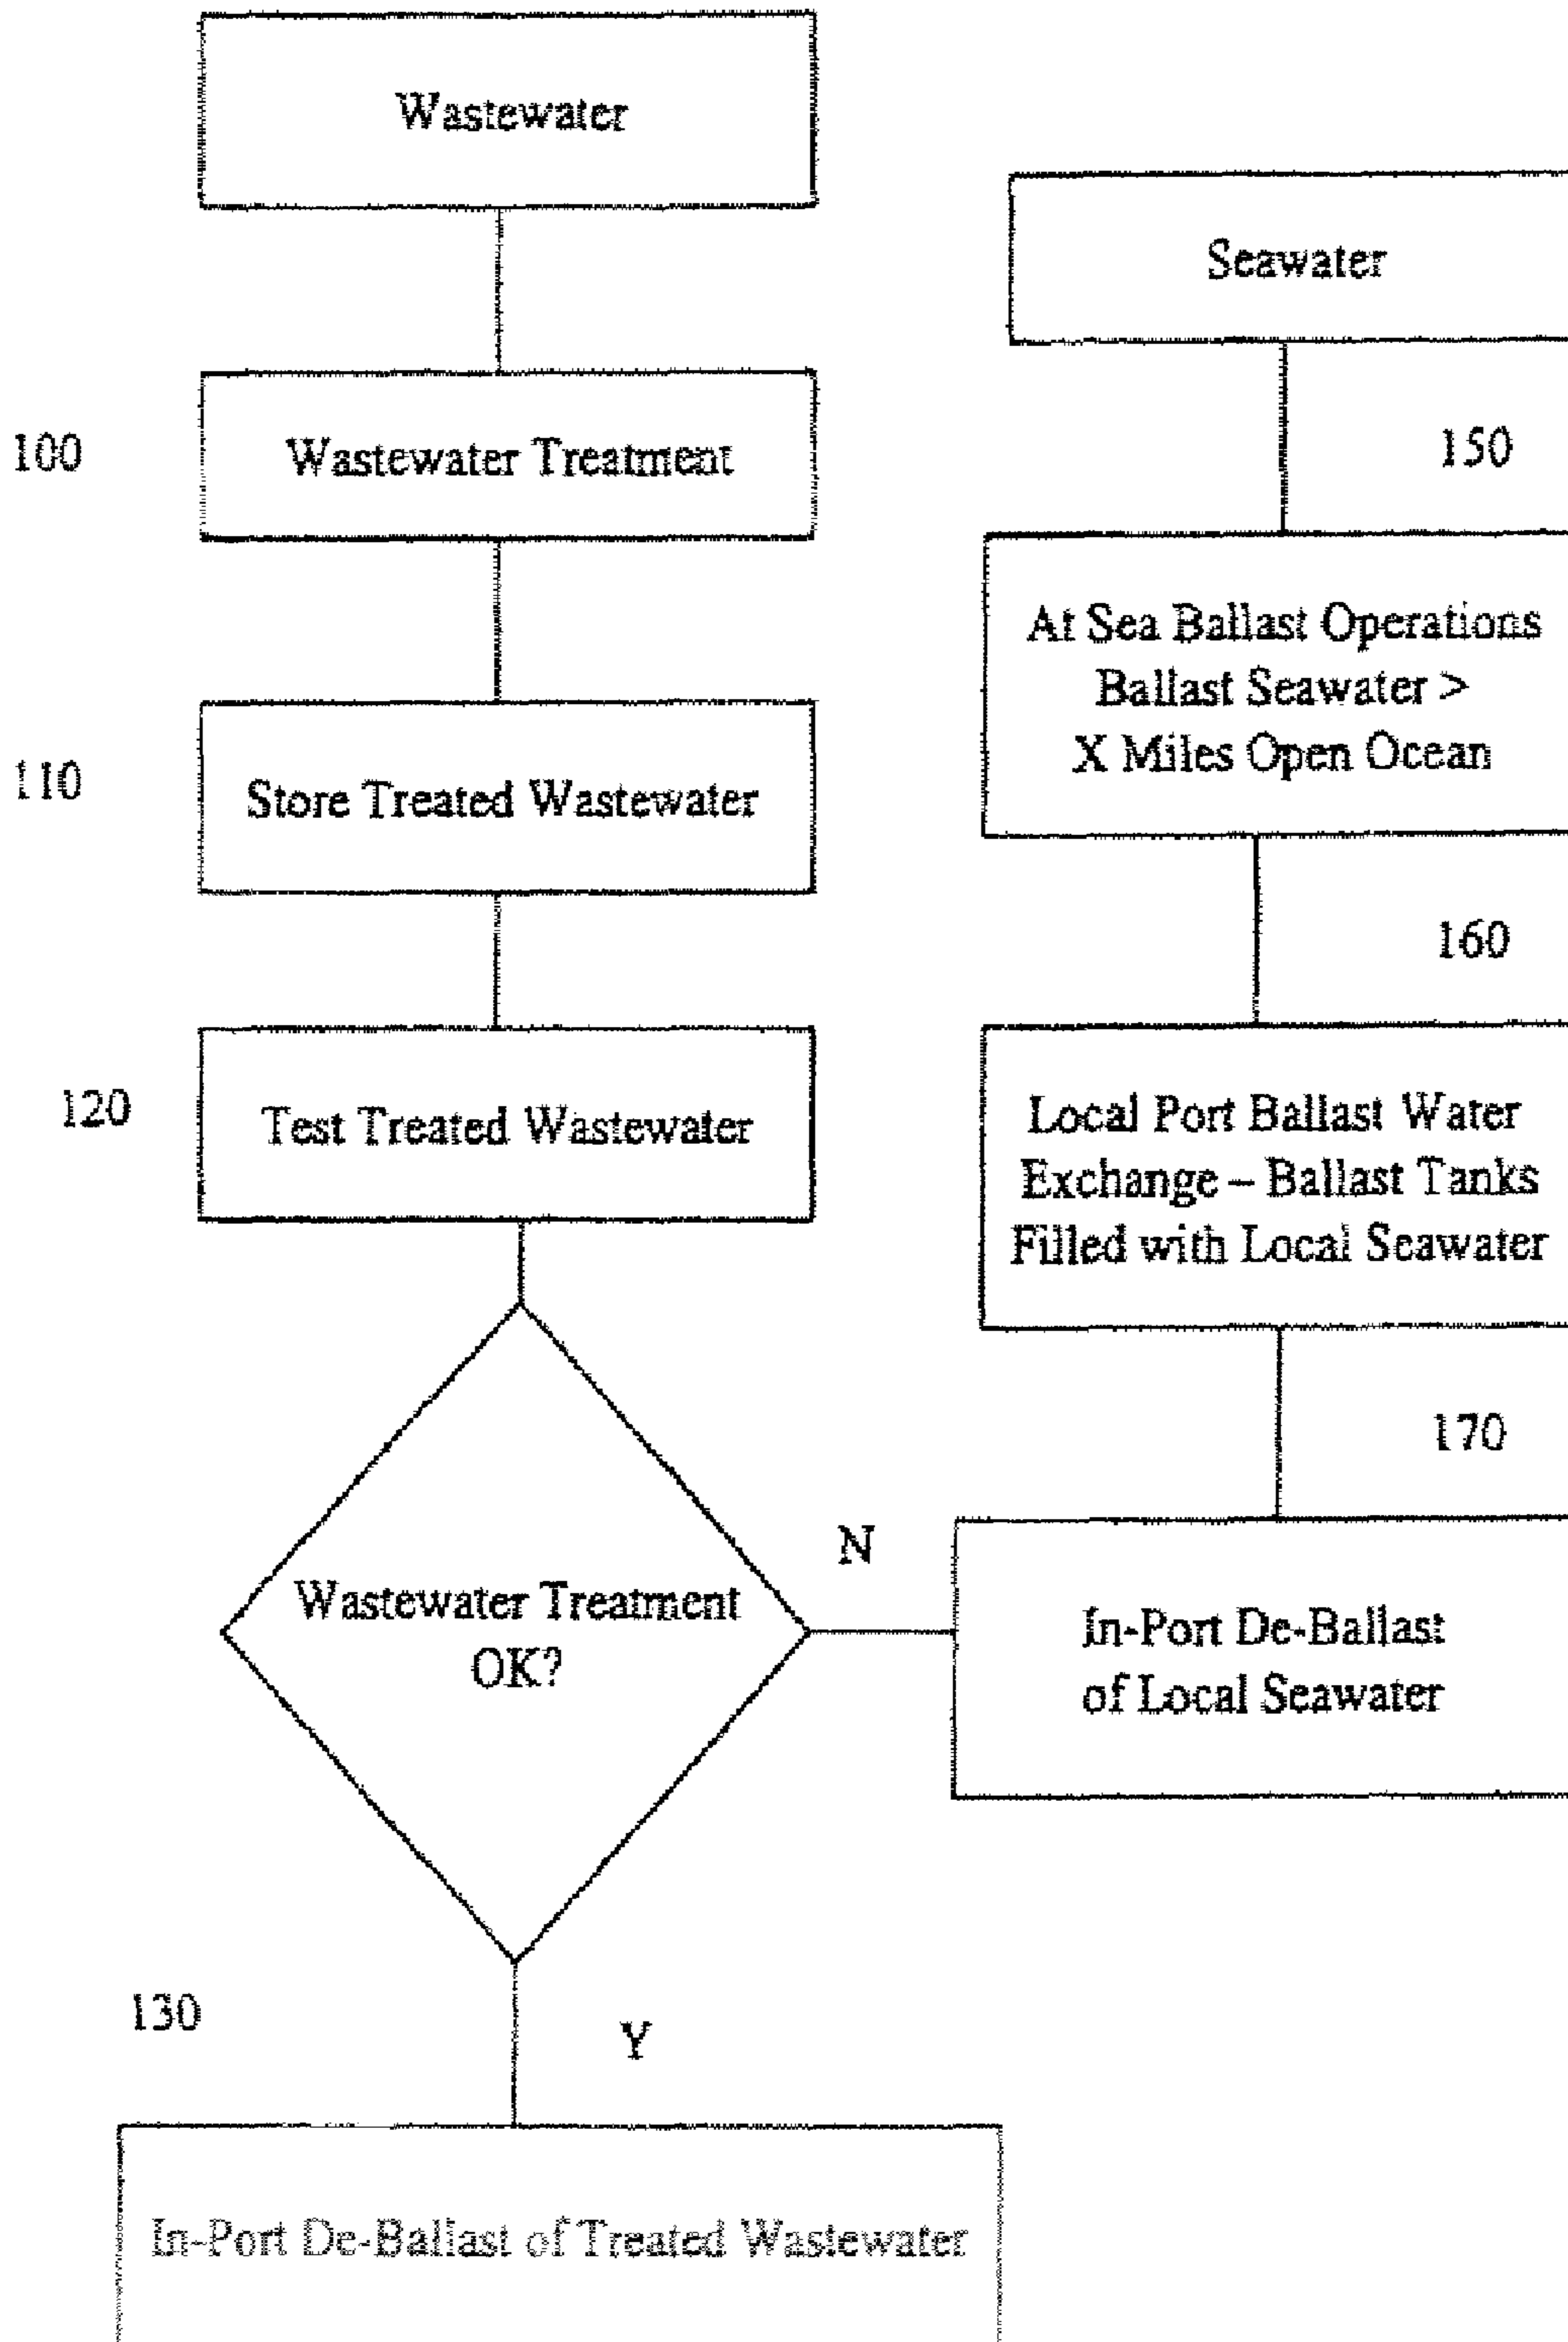 Wastewater
100
Wastewater Treatment
110
Store Treated Wastewater
120
Test Treated Wastewater
Wastewater Treatment
OK?
N
130
Y
In-Port De-Ballast of Treated Wastewater
Seawater
150
At Sea Ballast Operations
Ballast Seawater >
X Miles Open Ocean
160
Local Port Ballast Water
Exchange – Ballast Tanks
Filled with Local Seawater
170
In-Port De-Ballast
of Local Seawater